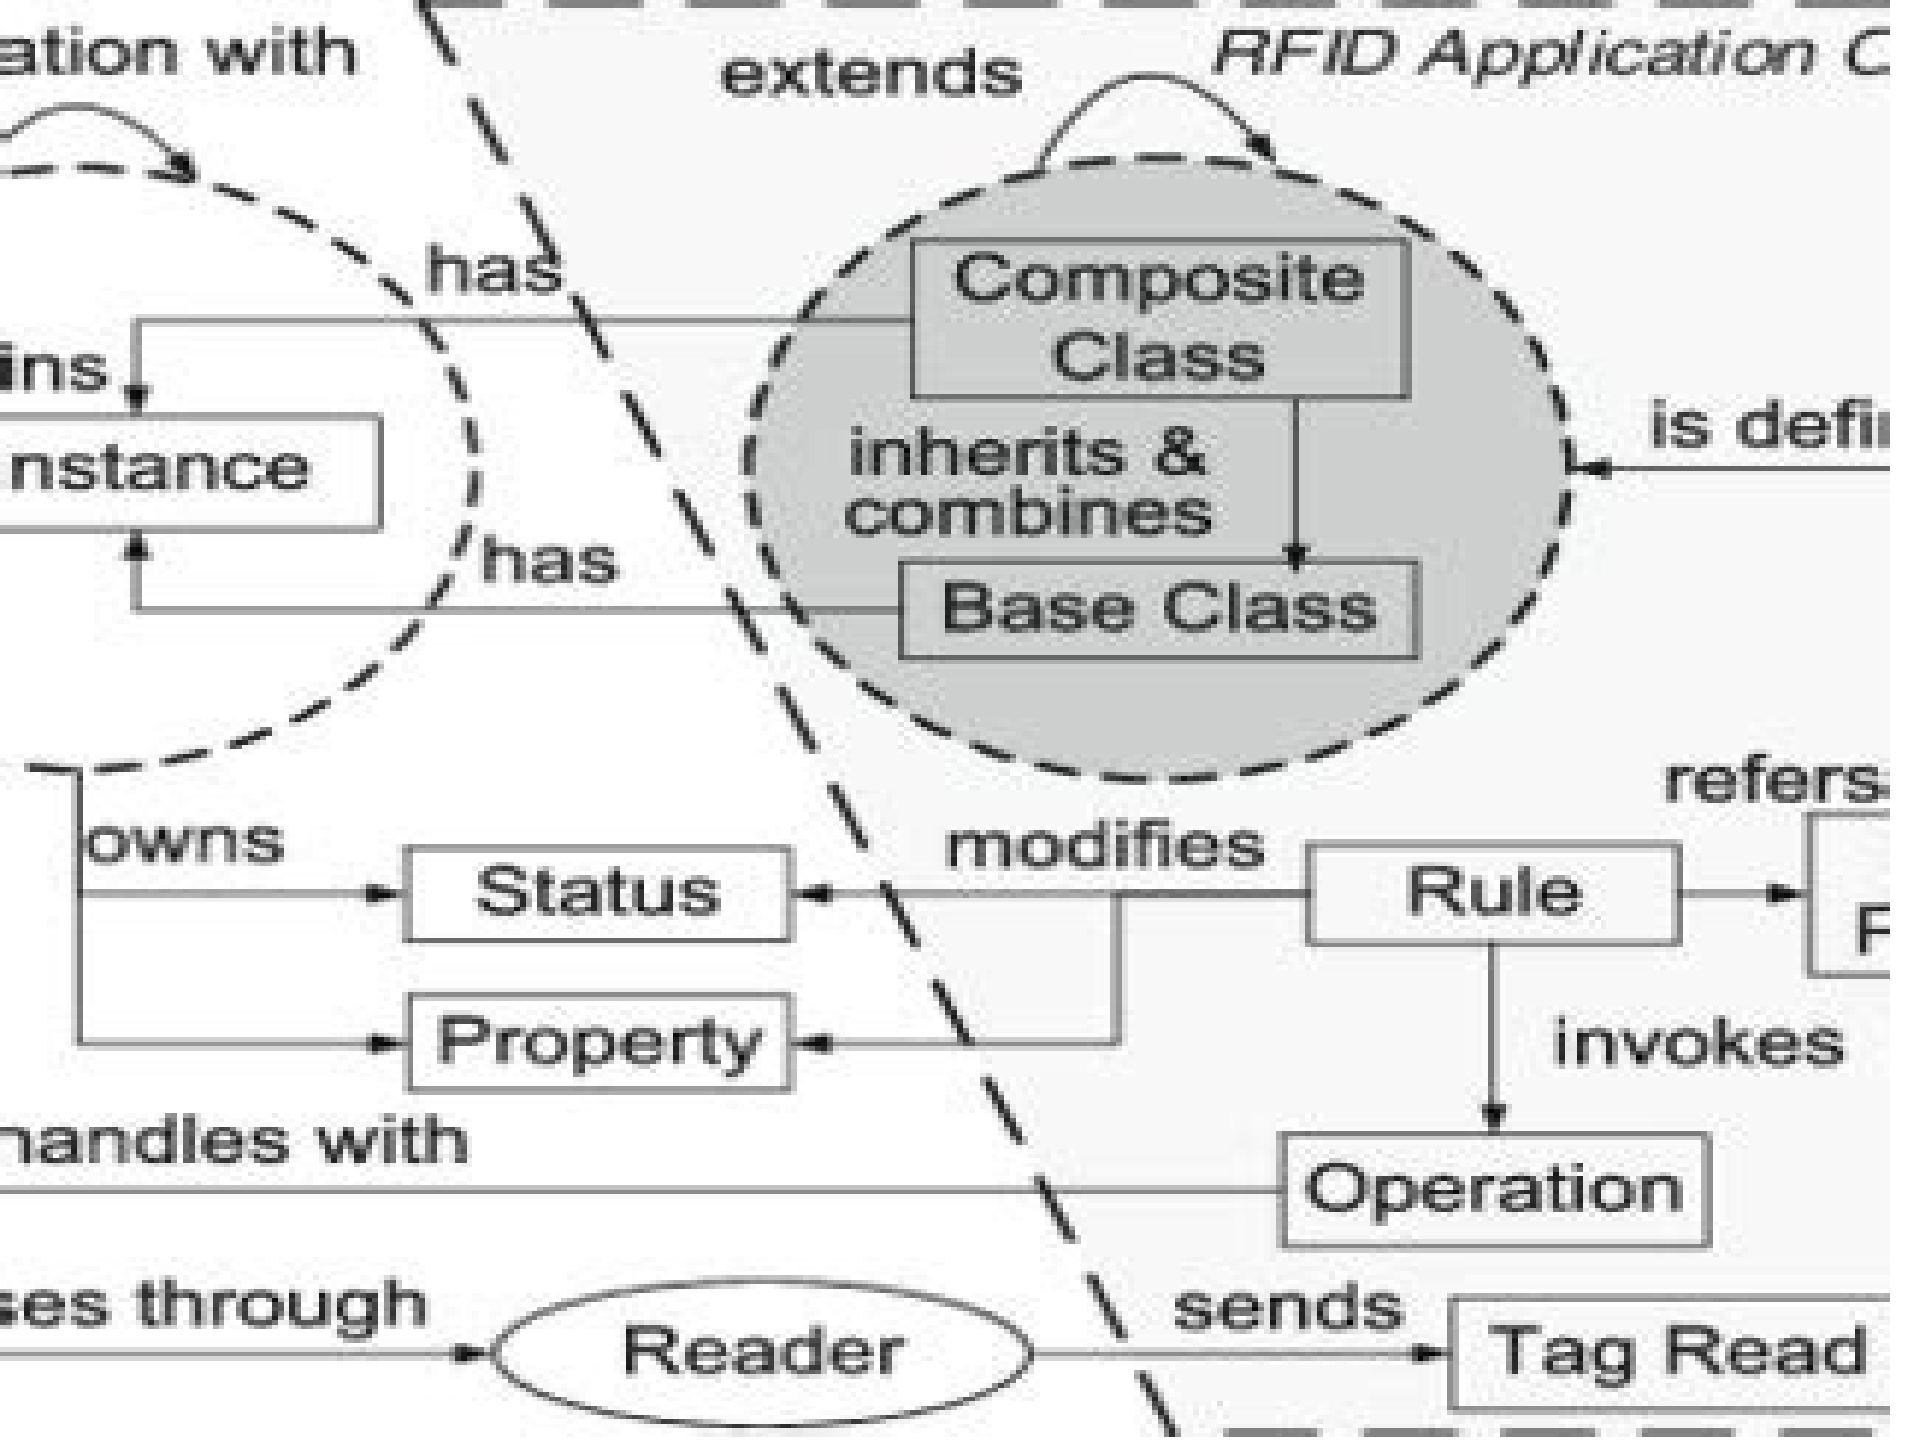 ation with
extends
RFID Application C
has
Composite
Class
ins
inherits &
combines
is defi
nstance
has
Base Class
refers
owns
modifies
Status
Rule
F
Property
invokes
handles with
Operation
ses through
sends
Reader
Tag Read